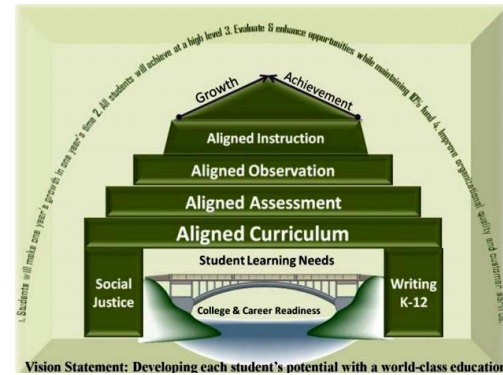 1. Students will make one year's growth in one year's time 2. All students will achieve at a high level 3. Evaluate & enhance opportunities while maintaining 10% fund 4. Improve organizational quality and customer service
Growth
Achievement
Aligned Instruction
Aligned Observation
Aligned Assessment
Aligned Curriculum
Student Learning Needs
Social
Justice
Writing
K-12
College & Career Readiness
Vision Statement: Developing each student's potential with a world-class education